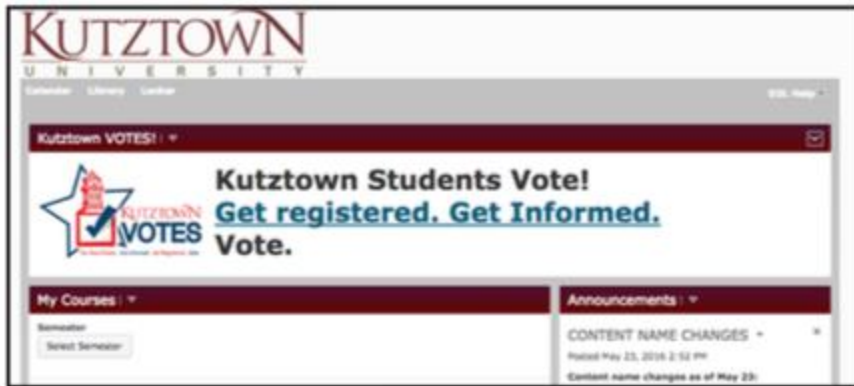 KUTZTOWN
UNIVERSITY
Calendar Library Locker
D2L Help
Kutztown VOTES!
KUTZTOWN
VOTES
Kutztown Students Vote!
Get registered. Get Informed.
Vote.
My Courses
Semester
Select Semester
Announcements
CONTENT NAME CHANGES
Posted May 23, 2016 2:52 PM
Content name changes as of May 23: